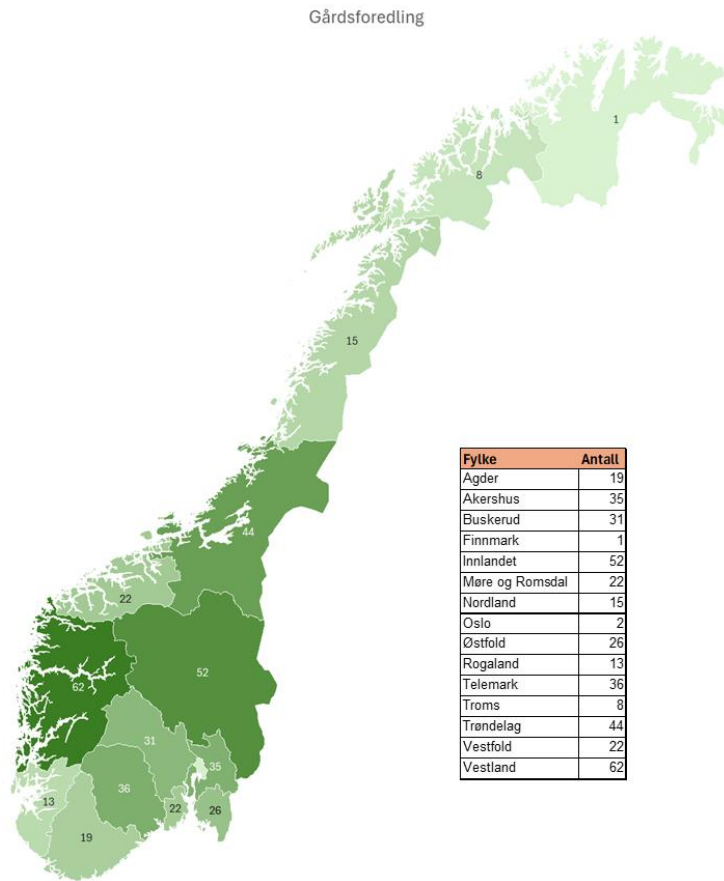 Gårdsforedling
1
8
15
44
22
52
62
31
35
36
13
22
26
19
Fylke Antall
Agder 19
Akershus 35
Buskerud 31
Finnmark 1
Innlandet 52
Møre og Romsdal 22
Nordland 15
Oslo 2
Østfold 26
Rogaland 13
Telemark 36
Troms 8
Trøndelag 44
Vestfold 22
Vestland 62